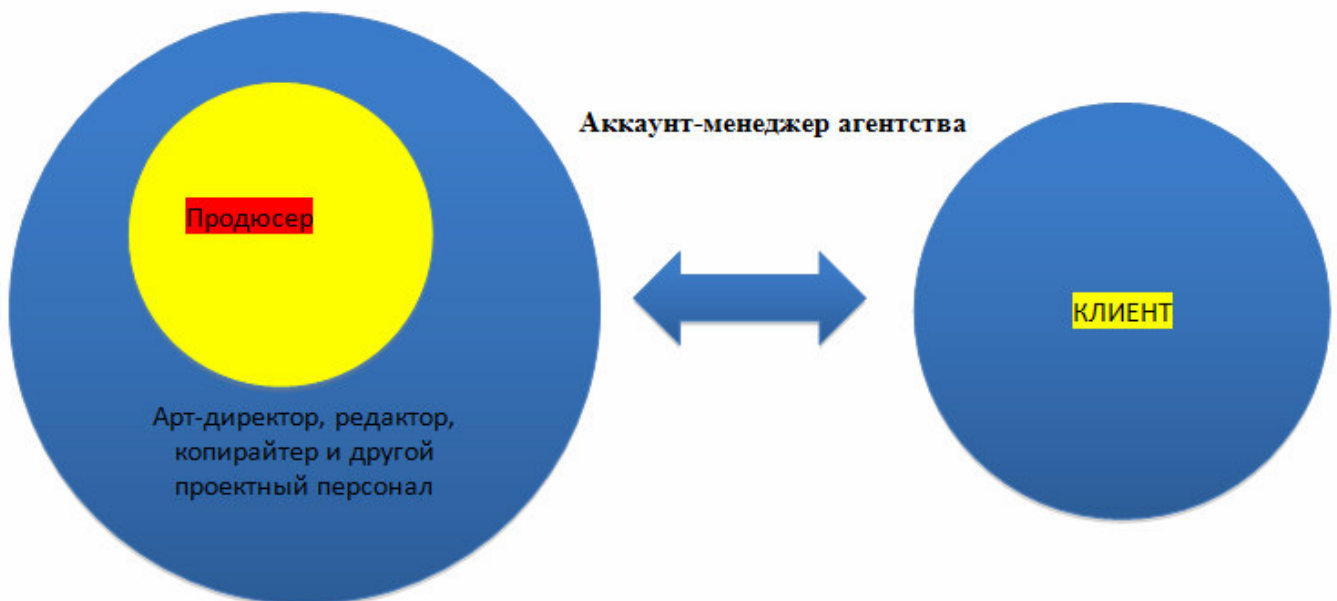 Аккаунт-менеджер агентства
Продюсер
КЛИЕНТ
Арт-директор, редактор,
копирайтер и другой
проектный персонал